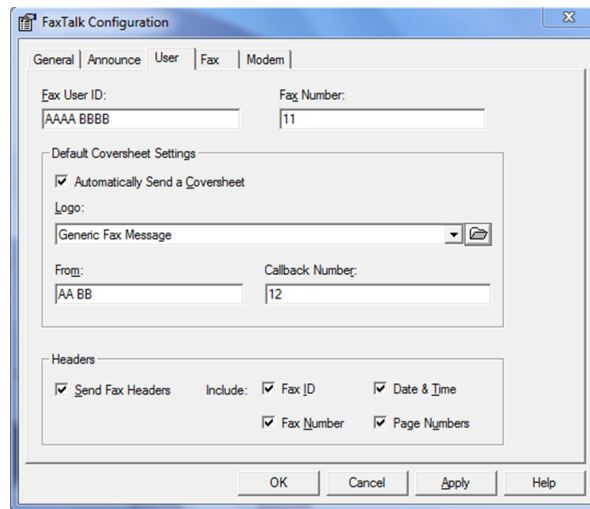 FaxTalk Configuration
General Announce User Fax Modem
Fax User ID: Fax Number:
AAAA BBBB 11
Default Coversheet Settings
Automatically Send a Coversheet
Logo:
Generic Fax Message
From: Callback Number:
AA BB 12
Headers
Send Fax Headers Include: Fax ID Date & Time
Fax Number Page Numbers
OK Cancel Apply Help